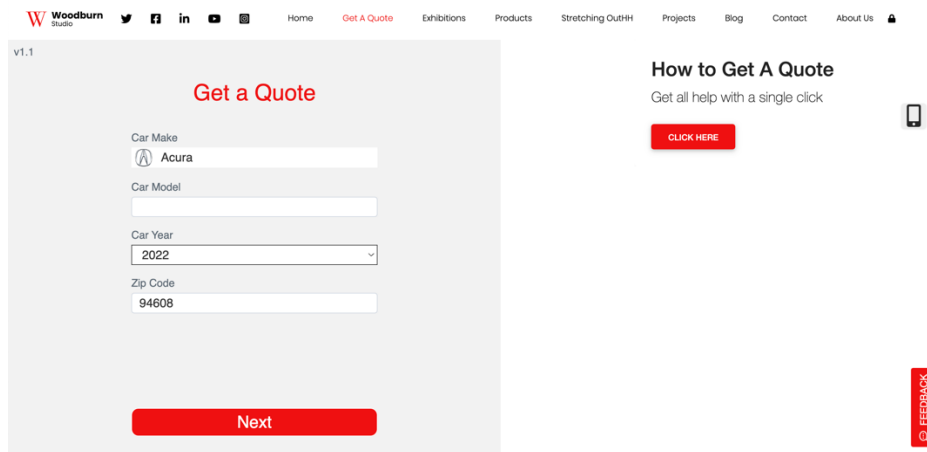 W Woodburn
Studio
Home Get A Quote Exhibitions Products Stretching OutHH Projects Blog Contact About Us
v1.1
Get a Quote
Car Make
Acura
Car Model
Car Year
2022
Zip Code
94608
Next
How to Get A Quote
Get all help with a single click
CLICK HERE
FEEDBACK